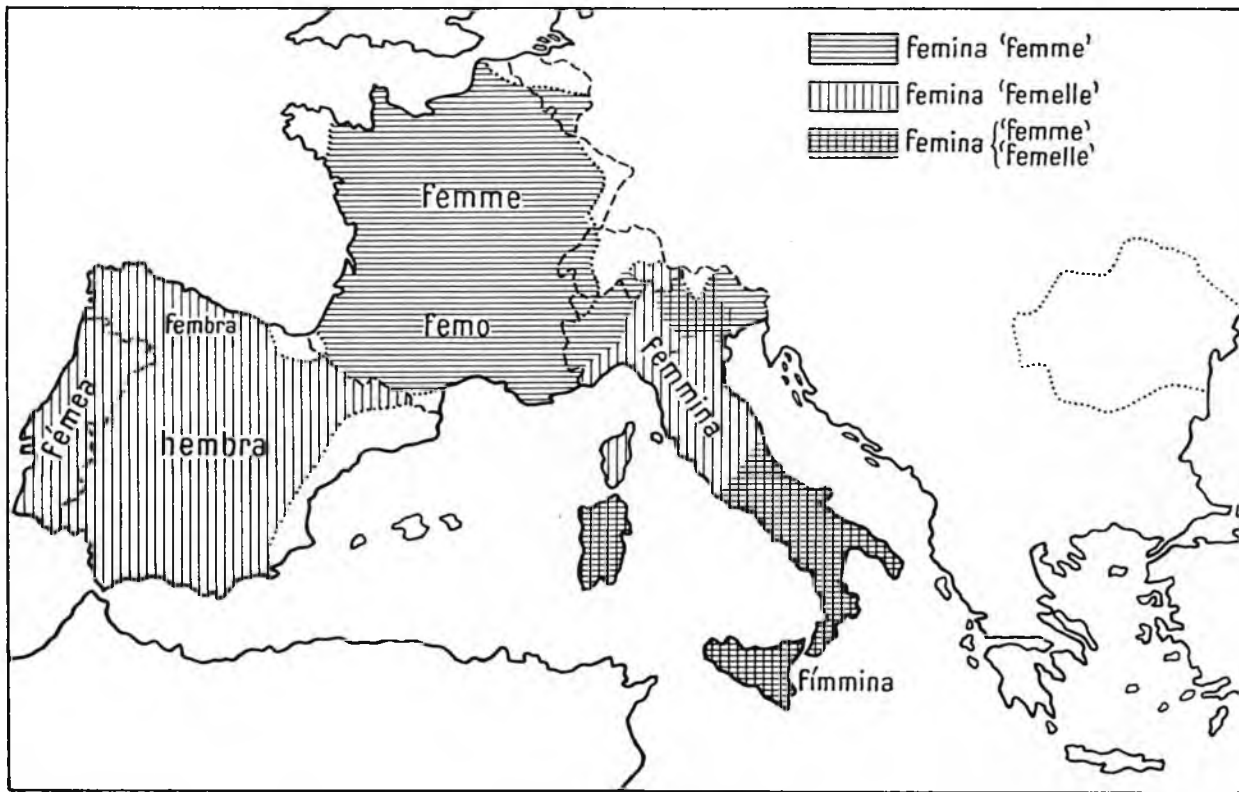 femina ‘femme’
femina ‘femelle’
femina { ‘femme’
‘femelle’
femme
femo
fembra
hembra
fémea
femmina
fímmina